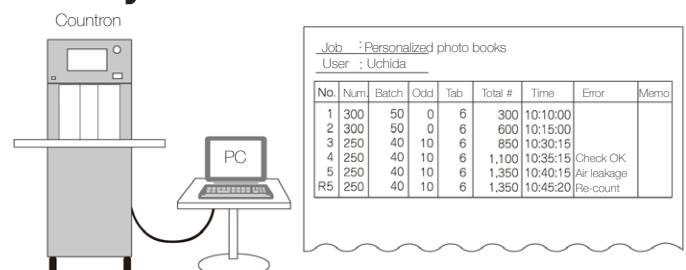 Countron
PC
Job : Personalized photo books
User : Uchida
No. Num. Batch Odd Tab Total # Time Error Memo
1 300 50 0 6 300 10:10:00
2 300 50 0 6 600 10:15:00
3 250 40 10 6 850 10:30:15
4 250 40 10 6 1,100 10:35:15 Check OK
5 250 40 10 6 1,350 10:40:15 Air leakage
R5 250 40 10 6 1,350 10:45:20 Re-count